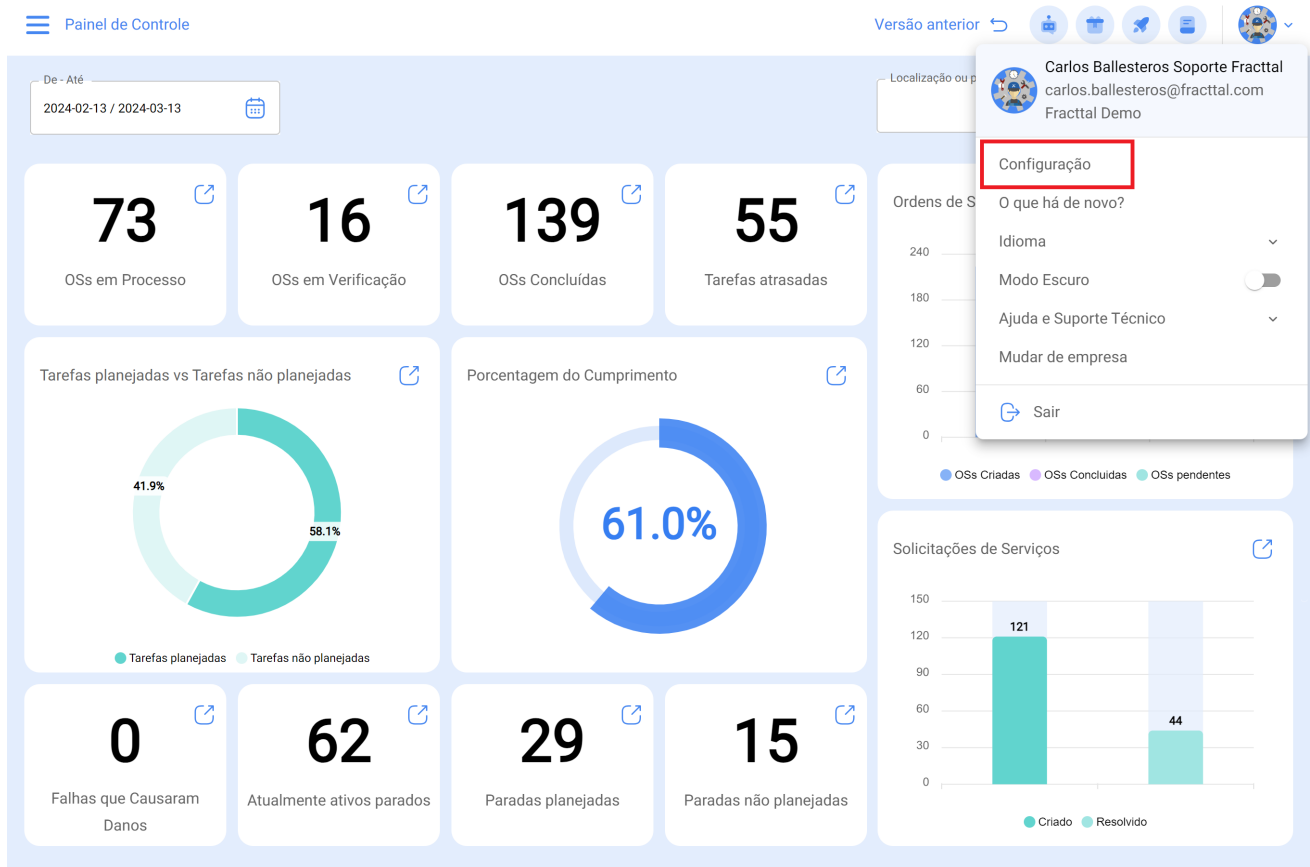 Painel de Controle
Versão anterior
Carlos Ballesteros Soporte Fracttal
carlos.ballesteros@fracttal.com
Fracttal Demo
Configuração
O que há de novo?
Idioma
Modo Escuro
Ajuda e Suporte Técnico
Mudar de empresa
Sair
De - Até
2024-02-13 / 2024-03-13
Localização ou p
73
OSs em Processo
16
OSs em Verificação
139
OSs Concluídas
55
Tarefas atrasadas
Ordens de S
240
180
120
60
0
OSs Criadas
OSs Concluidas
OSs pendentes
Tarefas planejadas vs Tarefas não planejadas
41.9%
58.1%
Tarefas planejadas
Tarefas não planejadas
Porcentagem do Cumprimento
61.0%
Solicitações de Serviços
150
120
90
60
30
0
121
44
Criado
Resolvido
0
Falhas que Causaram
Danos
62
Atualmente ativos parados
29
Paradas planejadas
15
Paradas não planejadas